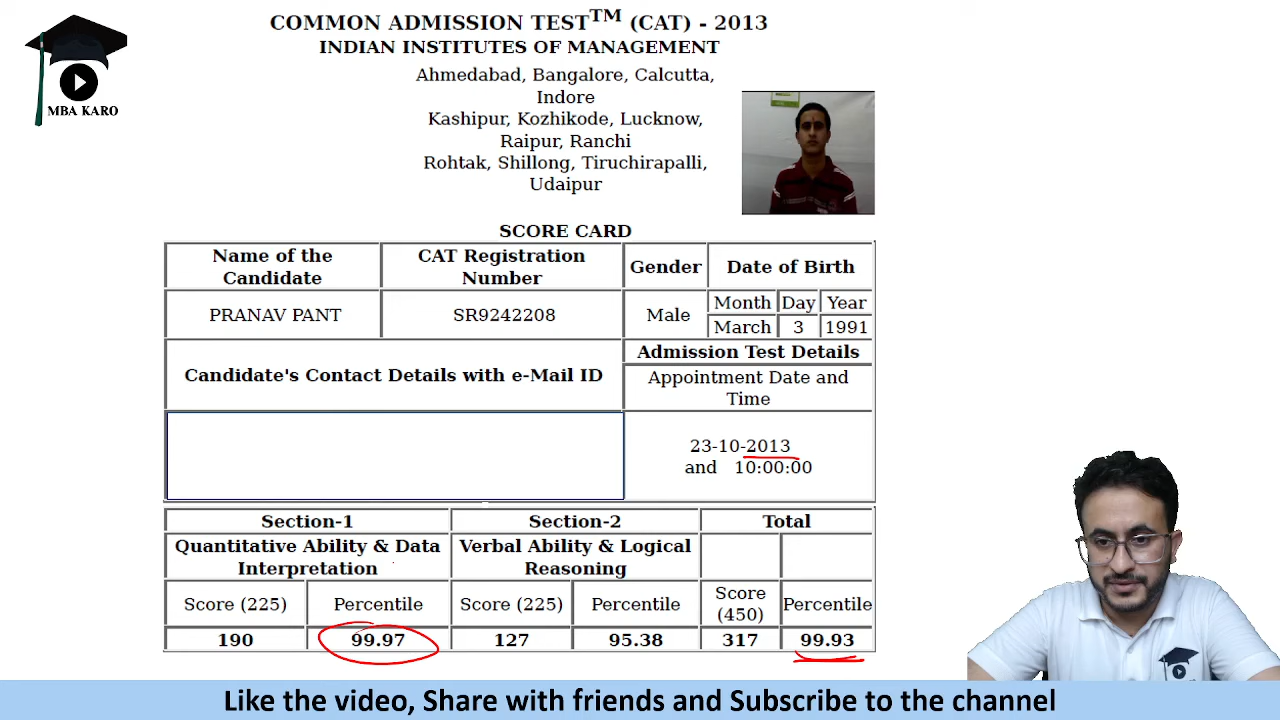 COMMON ADMISSION TEST™ (CAT) - 2013
INDIAN INSTITUTES OF MANAGEMENT
Ahmedabad, Bangalore, Calcutta,
Indore
Kashipur, Kozhikode, Lucknow,
Raipur, Ranchi
Rohtak, Shillong, Tiruchirapalli,
Udaipur
MBA KARO
SCORE CARD
Name of the Candidate
CAT Registration Number
Gender
Date of Birth
PRANAV PANT
SR9242208
Male
Month Day Year
March 3 1991
Candidate's Contact Details with e-Mail ID
Admission Test Details
Appointment Date and
Time
23-10-2013
and 10:00:00
Section-1 Section-2 Total
Quantitative Ability & Data Interpretation
Verbal Ability & Logical Reasoning
Score (225) Percentile Score (225) Percentile Score (450) Percentile
190 99.97 127 95.38 317 99.93
Like the video, Share with friends and Subscribe to the channel